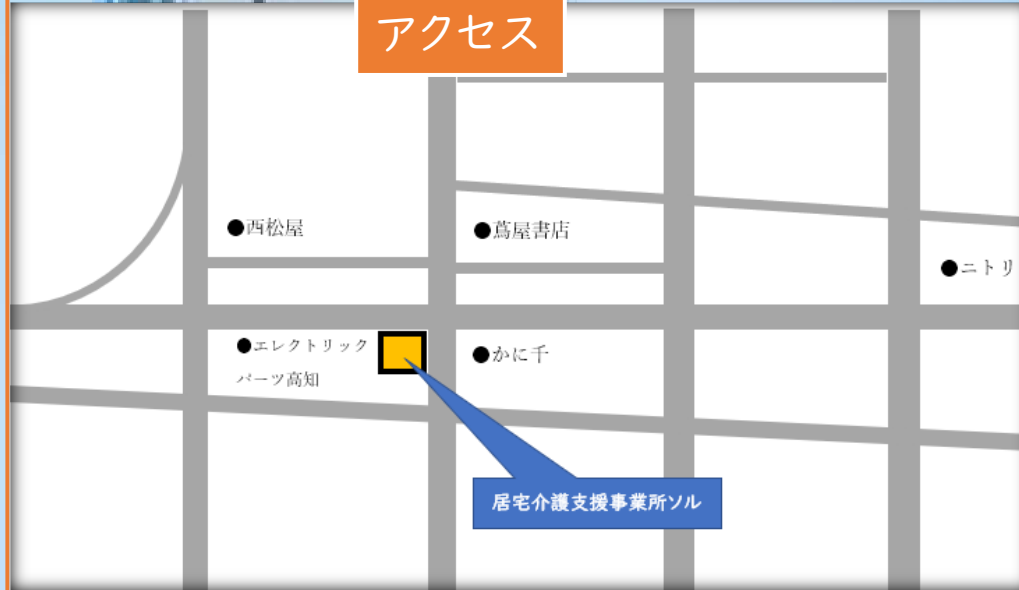 アクセス
●西松屋
●蔦屋書店
●ニトリ
●エレクトリック
パーツ高知
●かに千
居宅介護支援事業所ソル